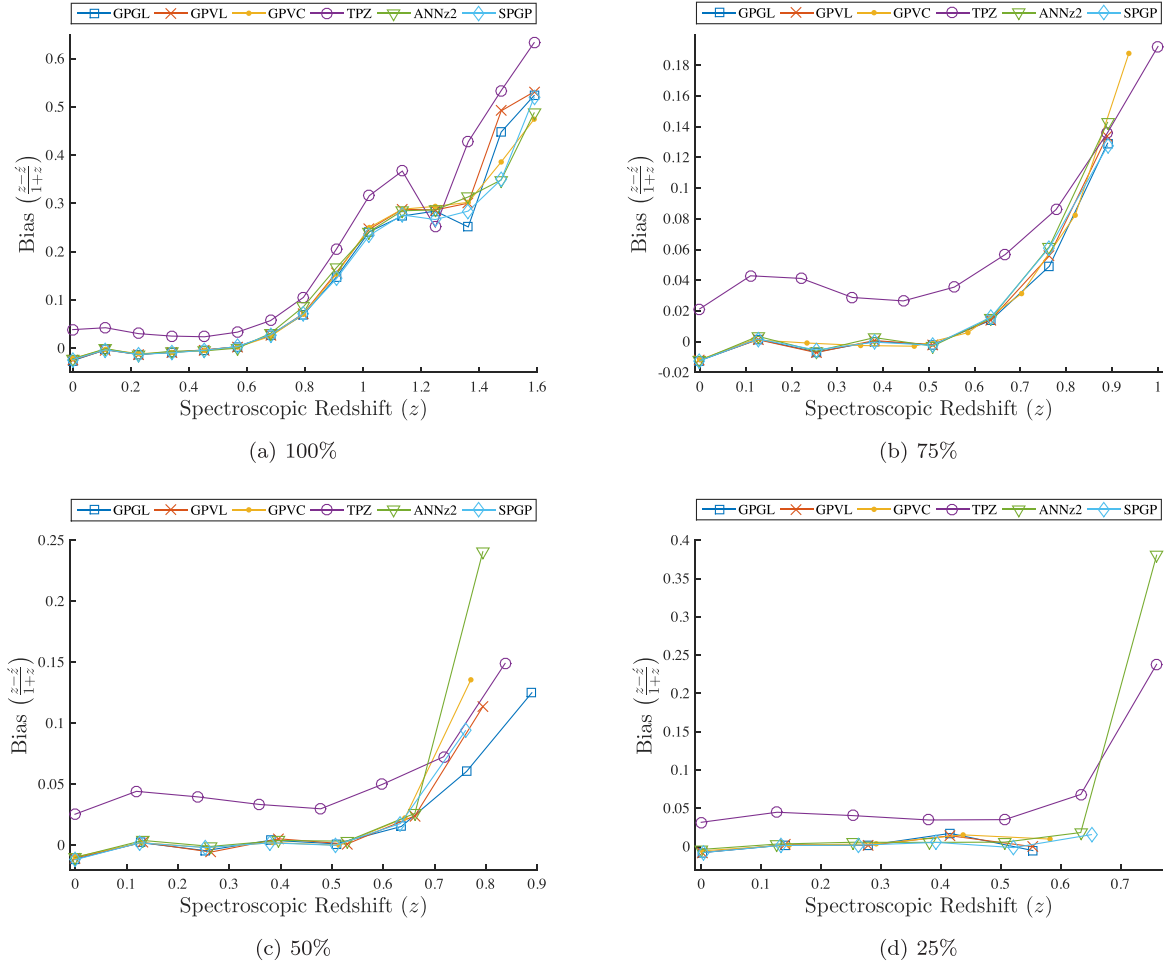 GPGL GPVL GPVC TPZ ANNz2 SPGP
0.6
0.5
0.4
0.3
0.2
0.1
0
Bias (z−ź/1+z)
0 0.2 0.4 0.6 0.8 1 1.2 1.4 1.6
Spectroscopic Redshift (z)
(a) 100%
GPGL GPVL GPVC TPZ ANNz2 SPGP
0.18
0.16
0.14
0.12
0.1
0.08
0.06
0.04
0.02
0
-0.02
Bias (z−ź/1+z)
0 0.1 0.2 0.3 0.4 0.5 0.6 0.7 0.8 0.9 1
Spectroscopic Redshift (z)
(b) 75%
GPGL GPVL GPVC TPZ ANNz2 SPGP
0.25
0.2
0.15
0.1
0.05
0
Bias (z−ź/1+z)
0 0.1 0.2 0.3 0.4 0.5 0.6 0.7 0.8 0.9
Spectroscopic Redshift (z)
(c) 50%
GPGL GPVL GPVC TPZ ANNz2 SPGP
0.4
0.35
0.3
0.25
0.2
0.15
0.1
0.05
0
Bias (z−ź/1+z)
0 0.1 0.2 0.3 0.4 0.5 0.6 0.7
Spectroscopic Redshift (z)
(d) 25%